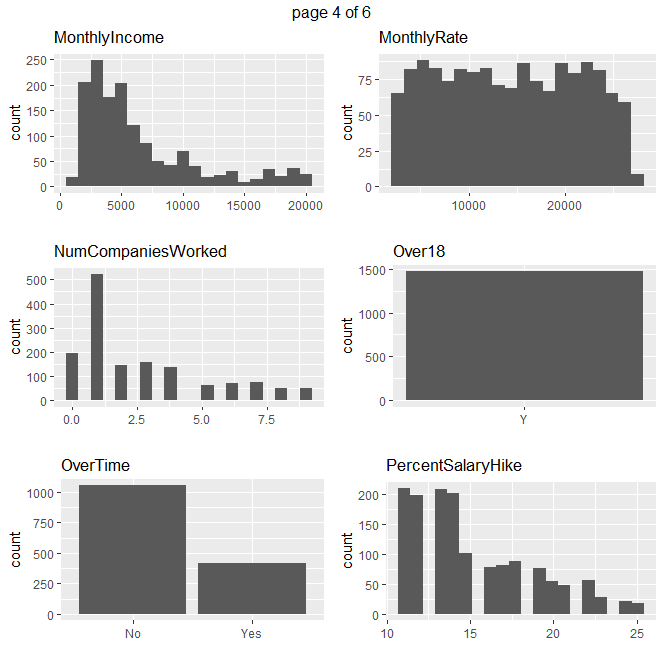 page 4 of 6
MonthlyIncome
MonthlyRate
250
200
150
100
50
0
count
0 5000 10000 15000 20000
75
50
25
0
count
10000 20000
NumCompaniesWorked
Over18
500
400
300
200
100
0
count
0.0 2.5 5.0 7.5
1500
1000
500
0
count
Y
OverTime
PercentSalaryHike
1000
750
500
250
0
count
No Yes
200
150
100
50
0
count
10 15 20 25